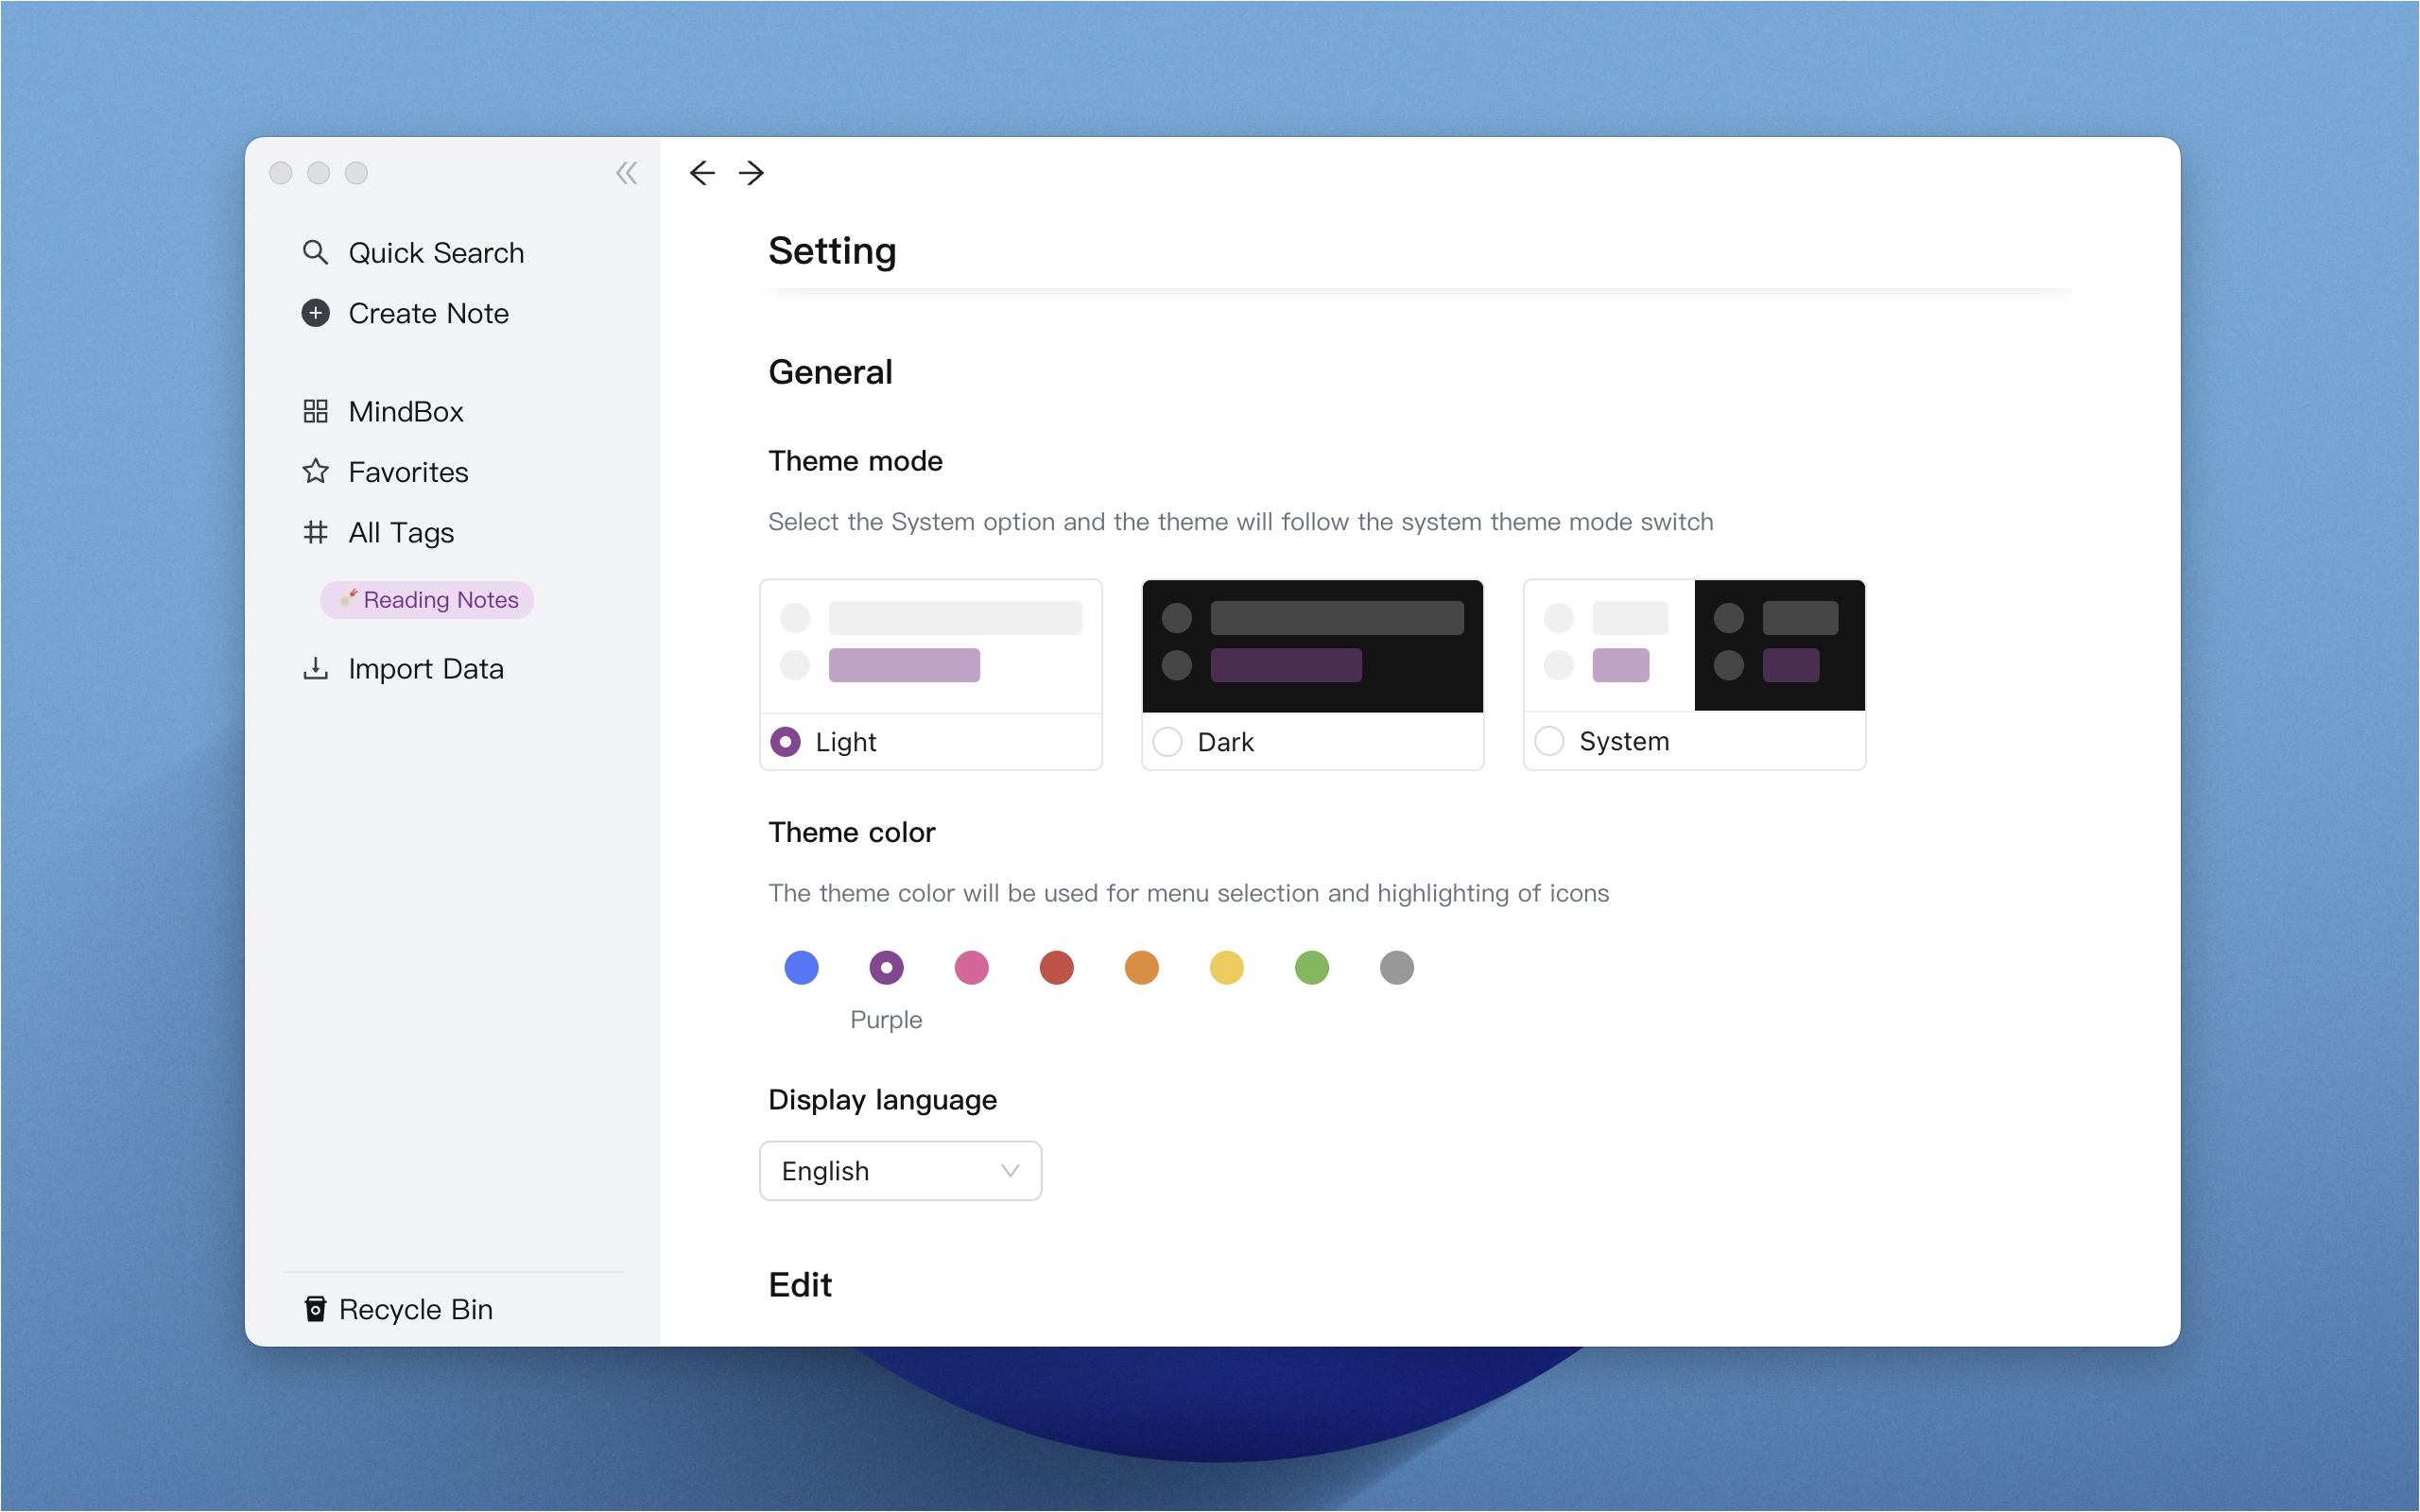 Quick Search
Create Note
MindBox
Favorites
All Tags
Reading Notes
Import Data
Recycle Bin
Setting
General
Theme mode
Select the System option and the theme will follow the system theme mode switch
Light
Dark
System
Theme color
The theme color will be used for menu selection and highlighting of icons
Purple
Display language
English
Edit